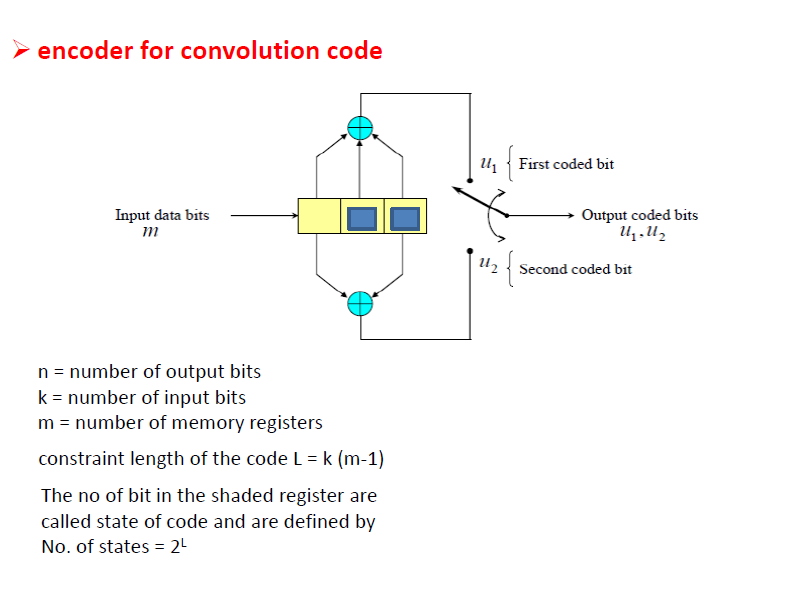 encoder for convolution code
u1 { First coded bit
Input data bits
m
Output coded bits
u1,u2
u2 { Second coded bit
n = number of output bits
k = number of input bits
m = number of memory registers
constraint length of the code L = k (m-1)
The no of bit in the shaded register are
called state of code and are defined by
No. of states = 2^L